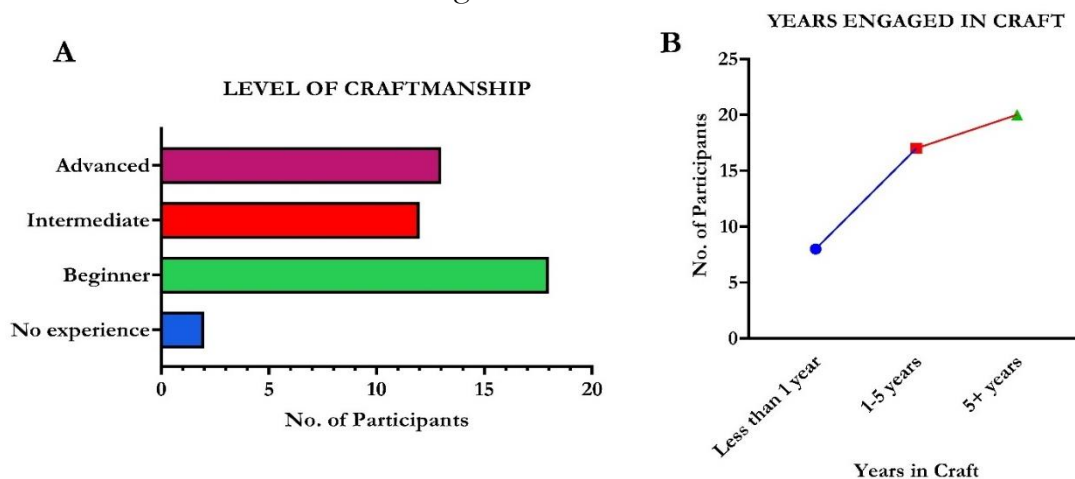 A
LEVEL OF CRAFTMANSHIP
Advanced
Intermediate
Beginner
No experience
0 5 10 15 20
No. of Participants
B
YEARS ENGAGED IN CRAFT
25
20
15
10
5
0
No. of Participants
Less than 1 year
1-5 years
5+ years
Years in Craft